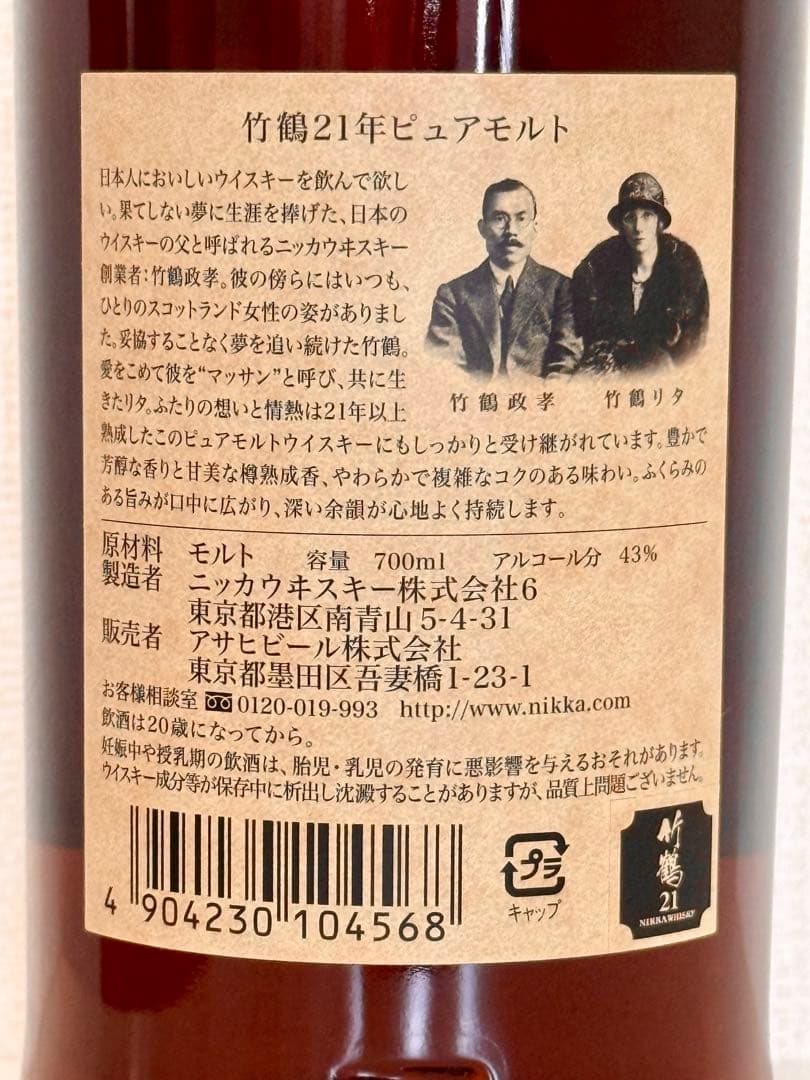 竹鶴21年ピュアモルト
日本人においしいウイスキーを飲んで欲し
い。果てしない夢に生涯を捧げた、日本の
ウイスキーの父と呼ばれるニッカウヰスキー
創業者:竹鶴政孝。彼の傍らにはいつも、
ひとりのスコットランド女性の姿がありまし
た。妥協することなく夢を追い続けた竹鶴。
愛をこめて彼を“マッサン”と呼び、共に生
きたリタ。ふたりの想いと情熱は21年以上
熟成したこのピュアモルトウイスキーにもしっかりと受け継がれています。豊かで
芳醇な香りと甘美な樽熟成香、やわらかで複雑なコクのある味わい。ふくらみの
ある旨みが口中に広がり、深い余韻が心地よく持続します。
竹鶴政孝 竹鶴リタ
原材料 モルト 容量 700ml アルコール分 43%
製造者 ニッカウヰスキー株式会社6
東京都港区南青山5-4-31
販売者 アサヒビール株式会社
東京都墨田区吾妻橋1-23-1
お客様相談室 0120-019-993 http://www.nikka.com
飲酒は20歳になってから。
妊娠中や授乳期の飲酒は、胎児・乳児の発育に悪影響を与えるおそれがあります。
ウイスキー成分等が保存中に析出し沈澱することがありますが、品質上問題ございません。
4 904230 104568
プラ
キャップ
竹鶴
21
NIKKA WHISKY